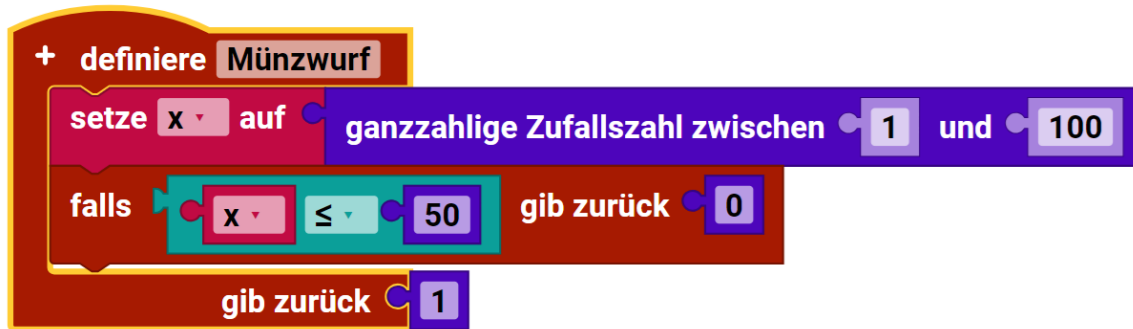 + definiere Münzwurf
setze x auf ganzzahlige Zufallszahl zwischen 1 und 100
falls x ≤ 50 gib zurück 0
gib zurück 1